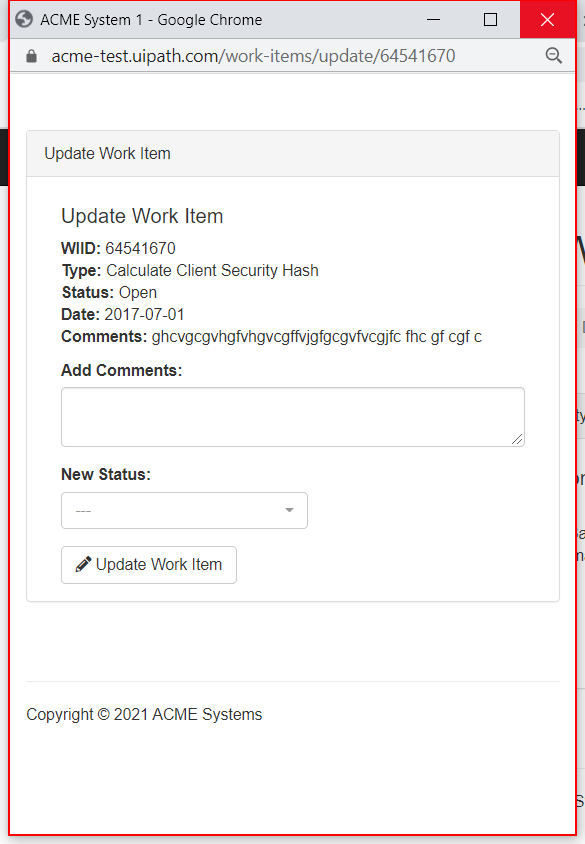 ACME System 1 - Google Chrome
acme-test.uipath.com/work-items/update/64541670
Update Work Item
Update Work Item
WIID: 64541670
Type: Calculate Client Security Hash
Status: Open
Date: 2017-07-01
Comments: ghcvgcgvhgfvhgvcgffvjgfgcgvfvcgjfc fhc gf cgf c
Add Comments:
New Status:
---
Update Work Item
Copyright © 2021 ACME Systems